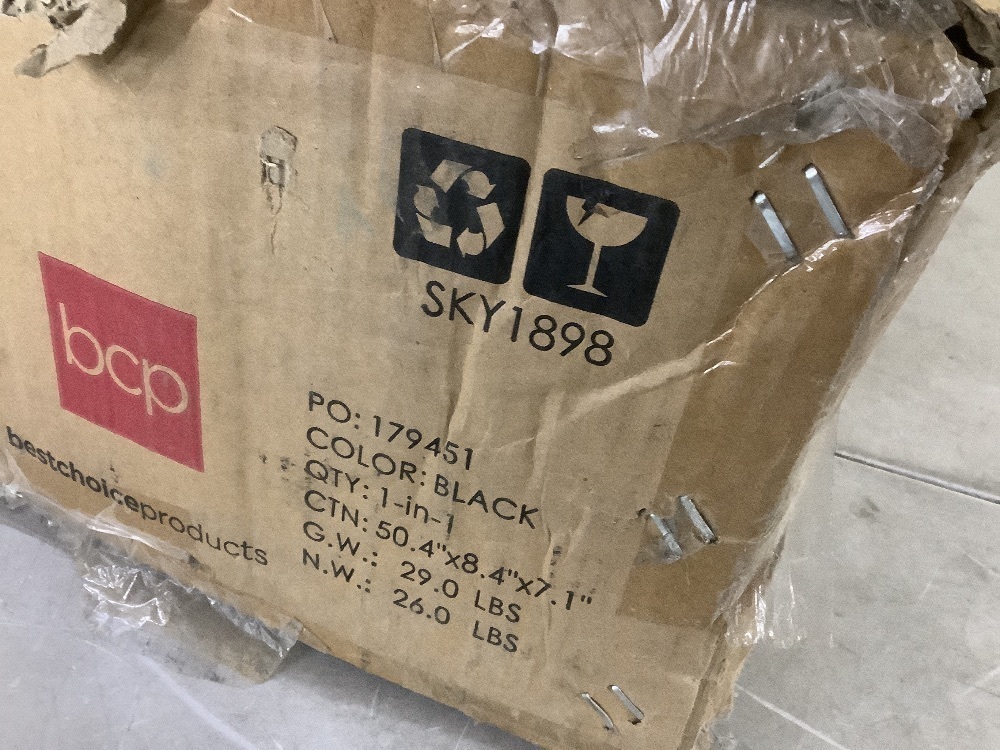 bcp
bestchoiceproducts
SKY1898
PO: 179451
COLOR: BLACK
QTY: 1-in-1
CTN: 50.4"x8.4"x7.1"
G.W.: 29.0 LBS
N.W.: 26.0 LBS